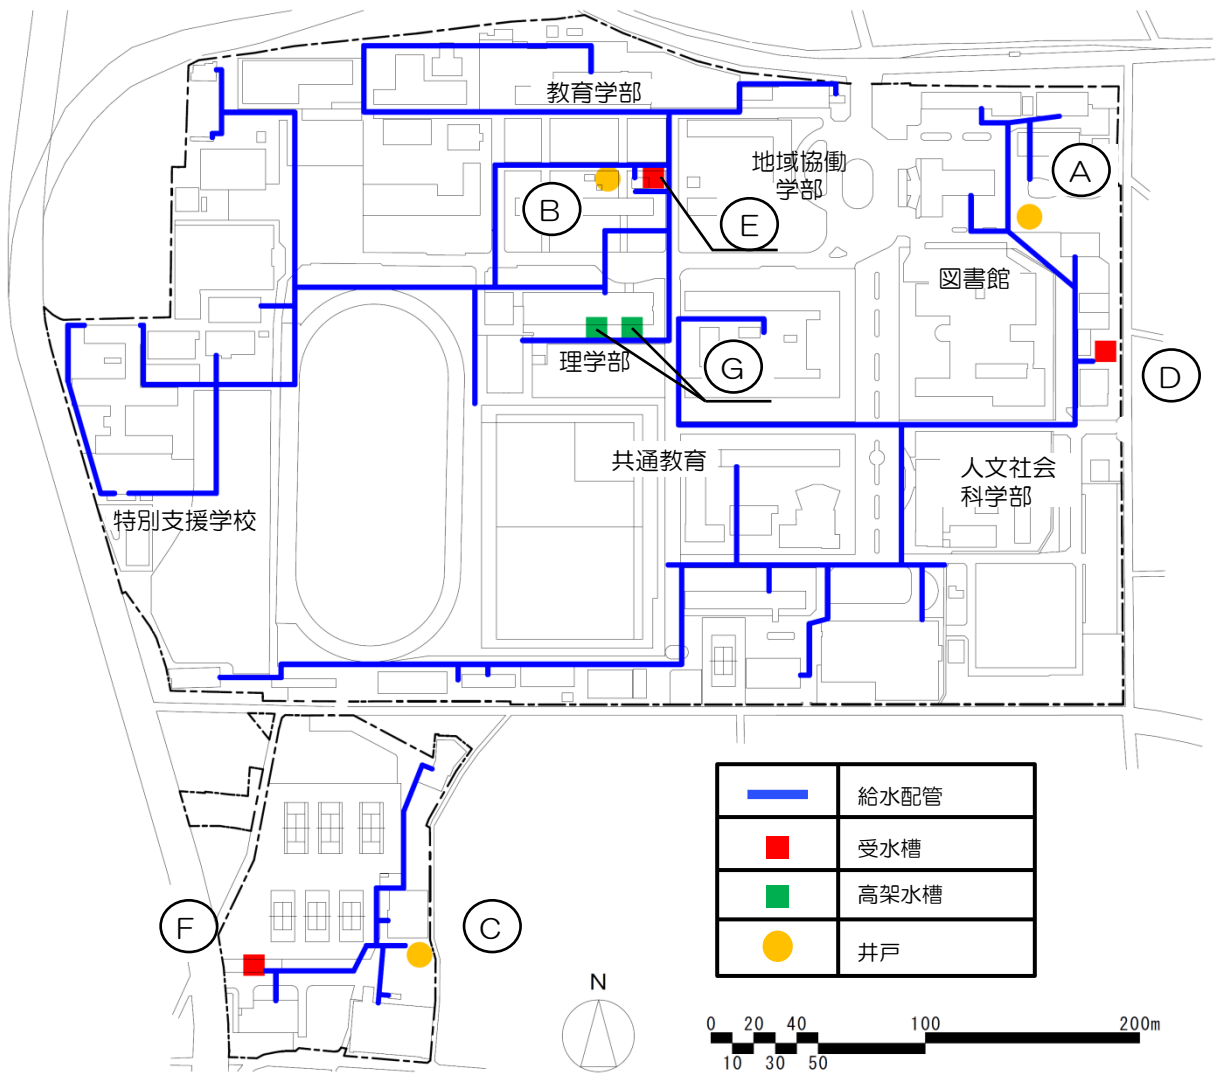 教育学部
地域協働
学部
A
B
E
図書館
理学部
G
D
共通教育
人文社会
科学部
特別支援学校
給水配管
受水槽
高架水槽
井戸
F
C
N
0 20 40 100 200m
10 30 50